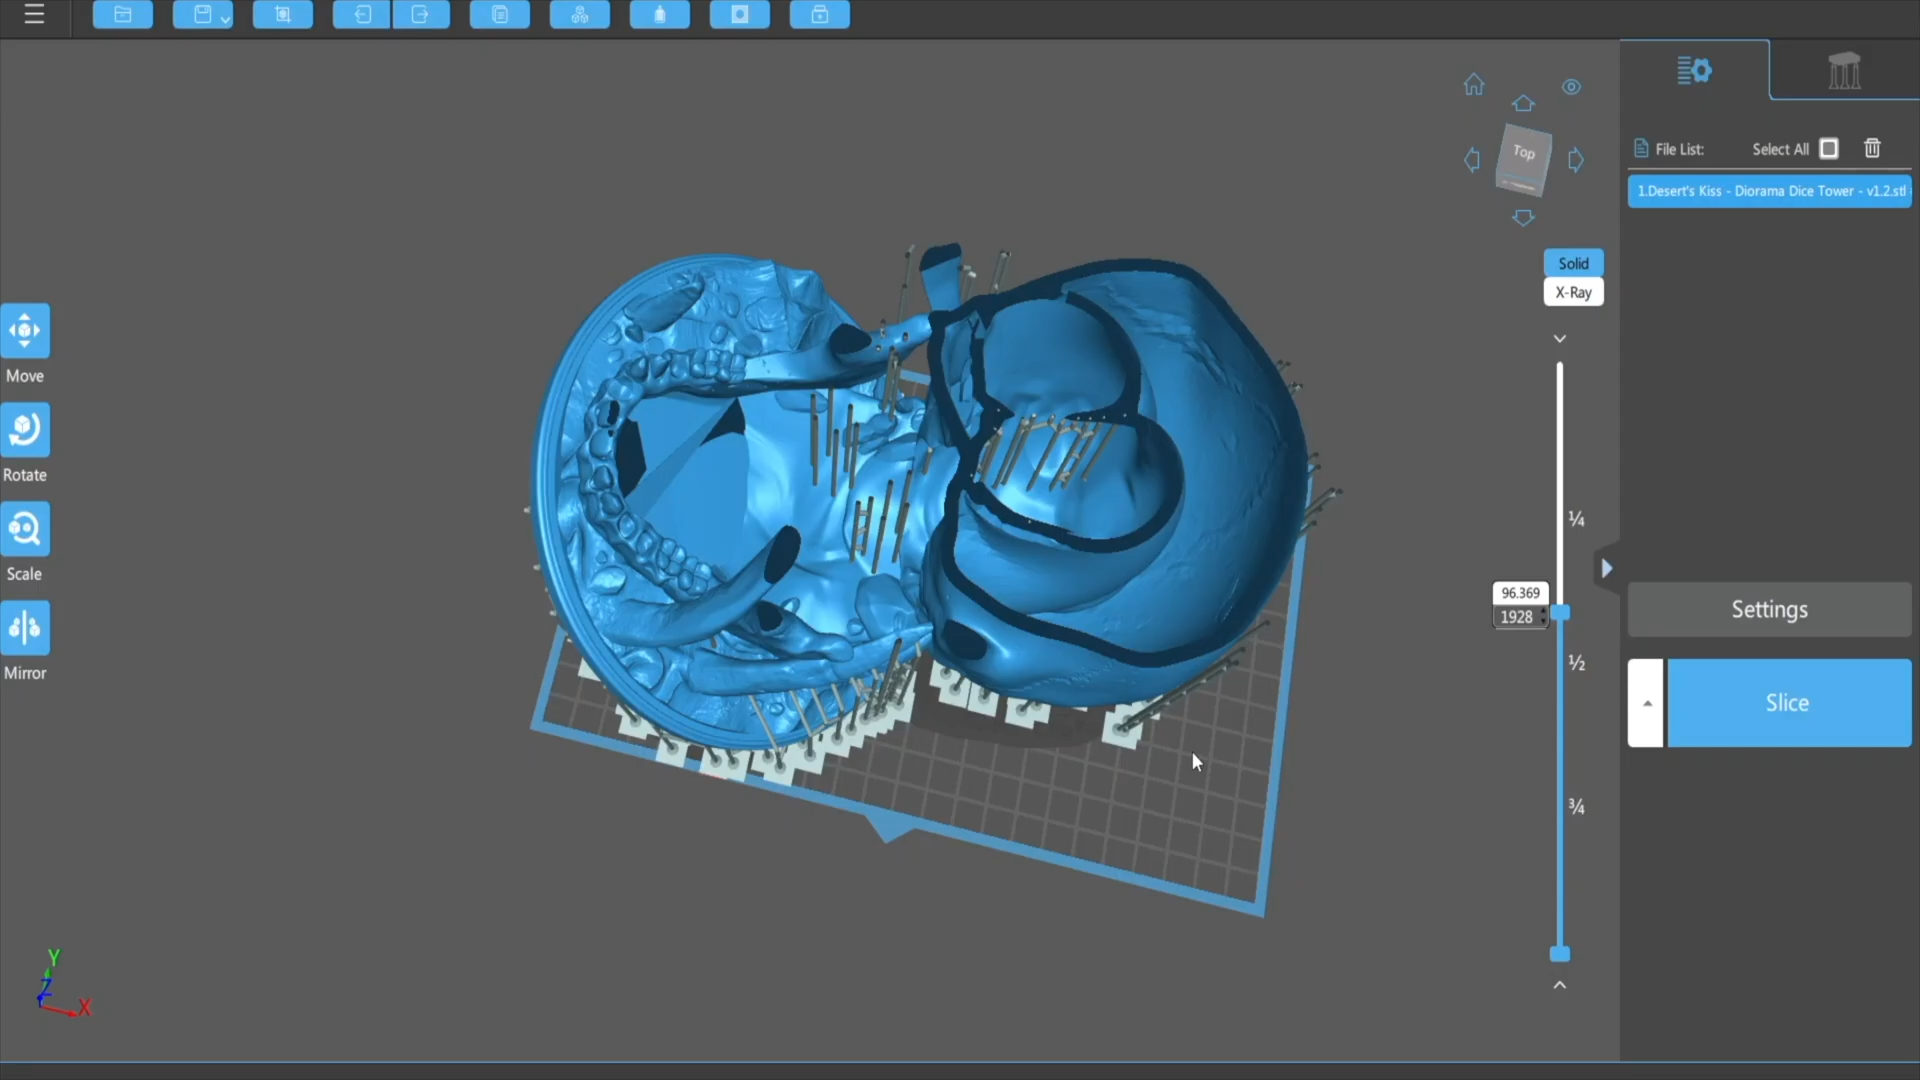 File List:
Select All
1.Desert's Kiss - Diorama Dice Tower - v1.2.stl
Top
Solid
X-Ray
Move
Rotate
Scale
Mirror
¼
96.369
1928
½
¾
Settings
Slice
Y
Z
X